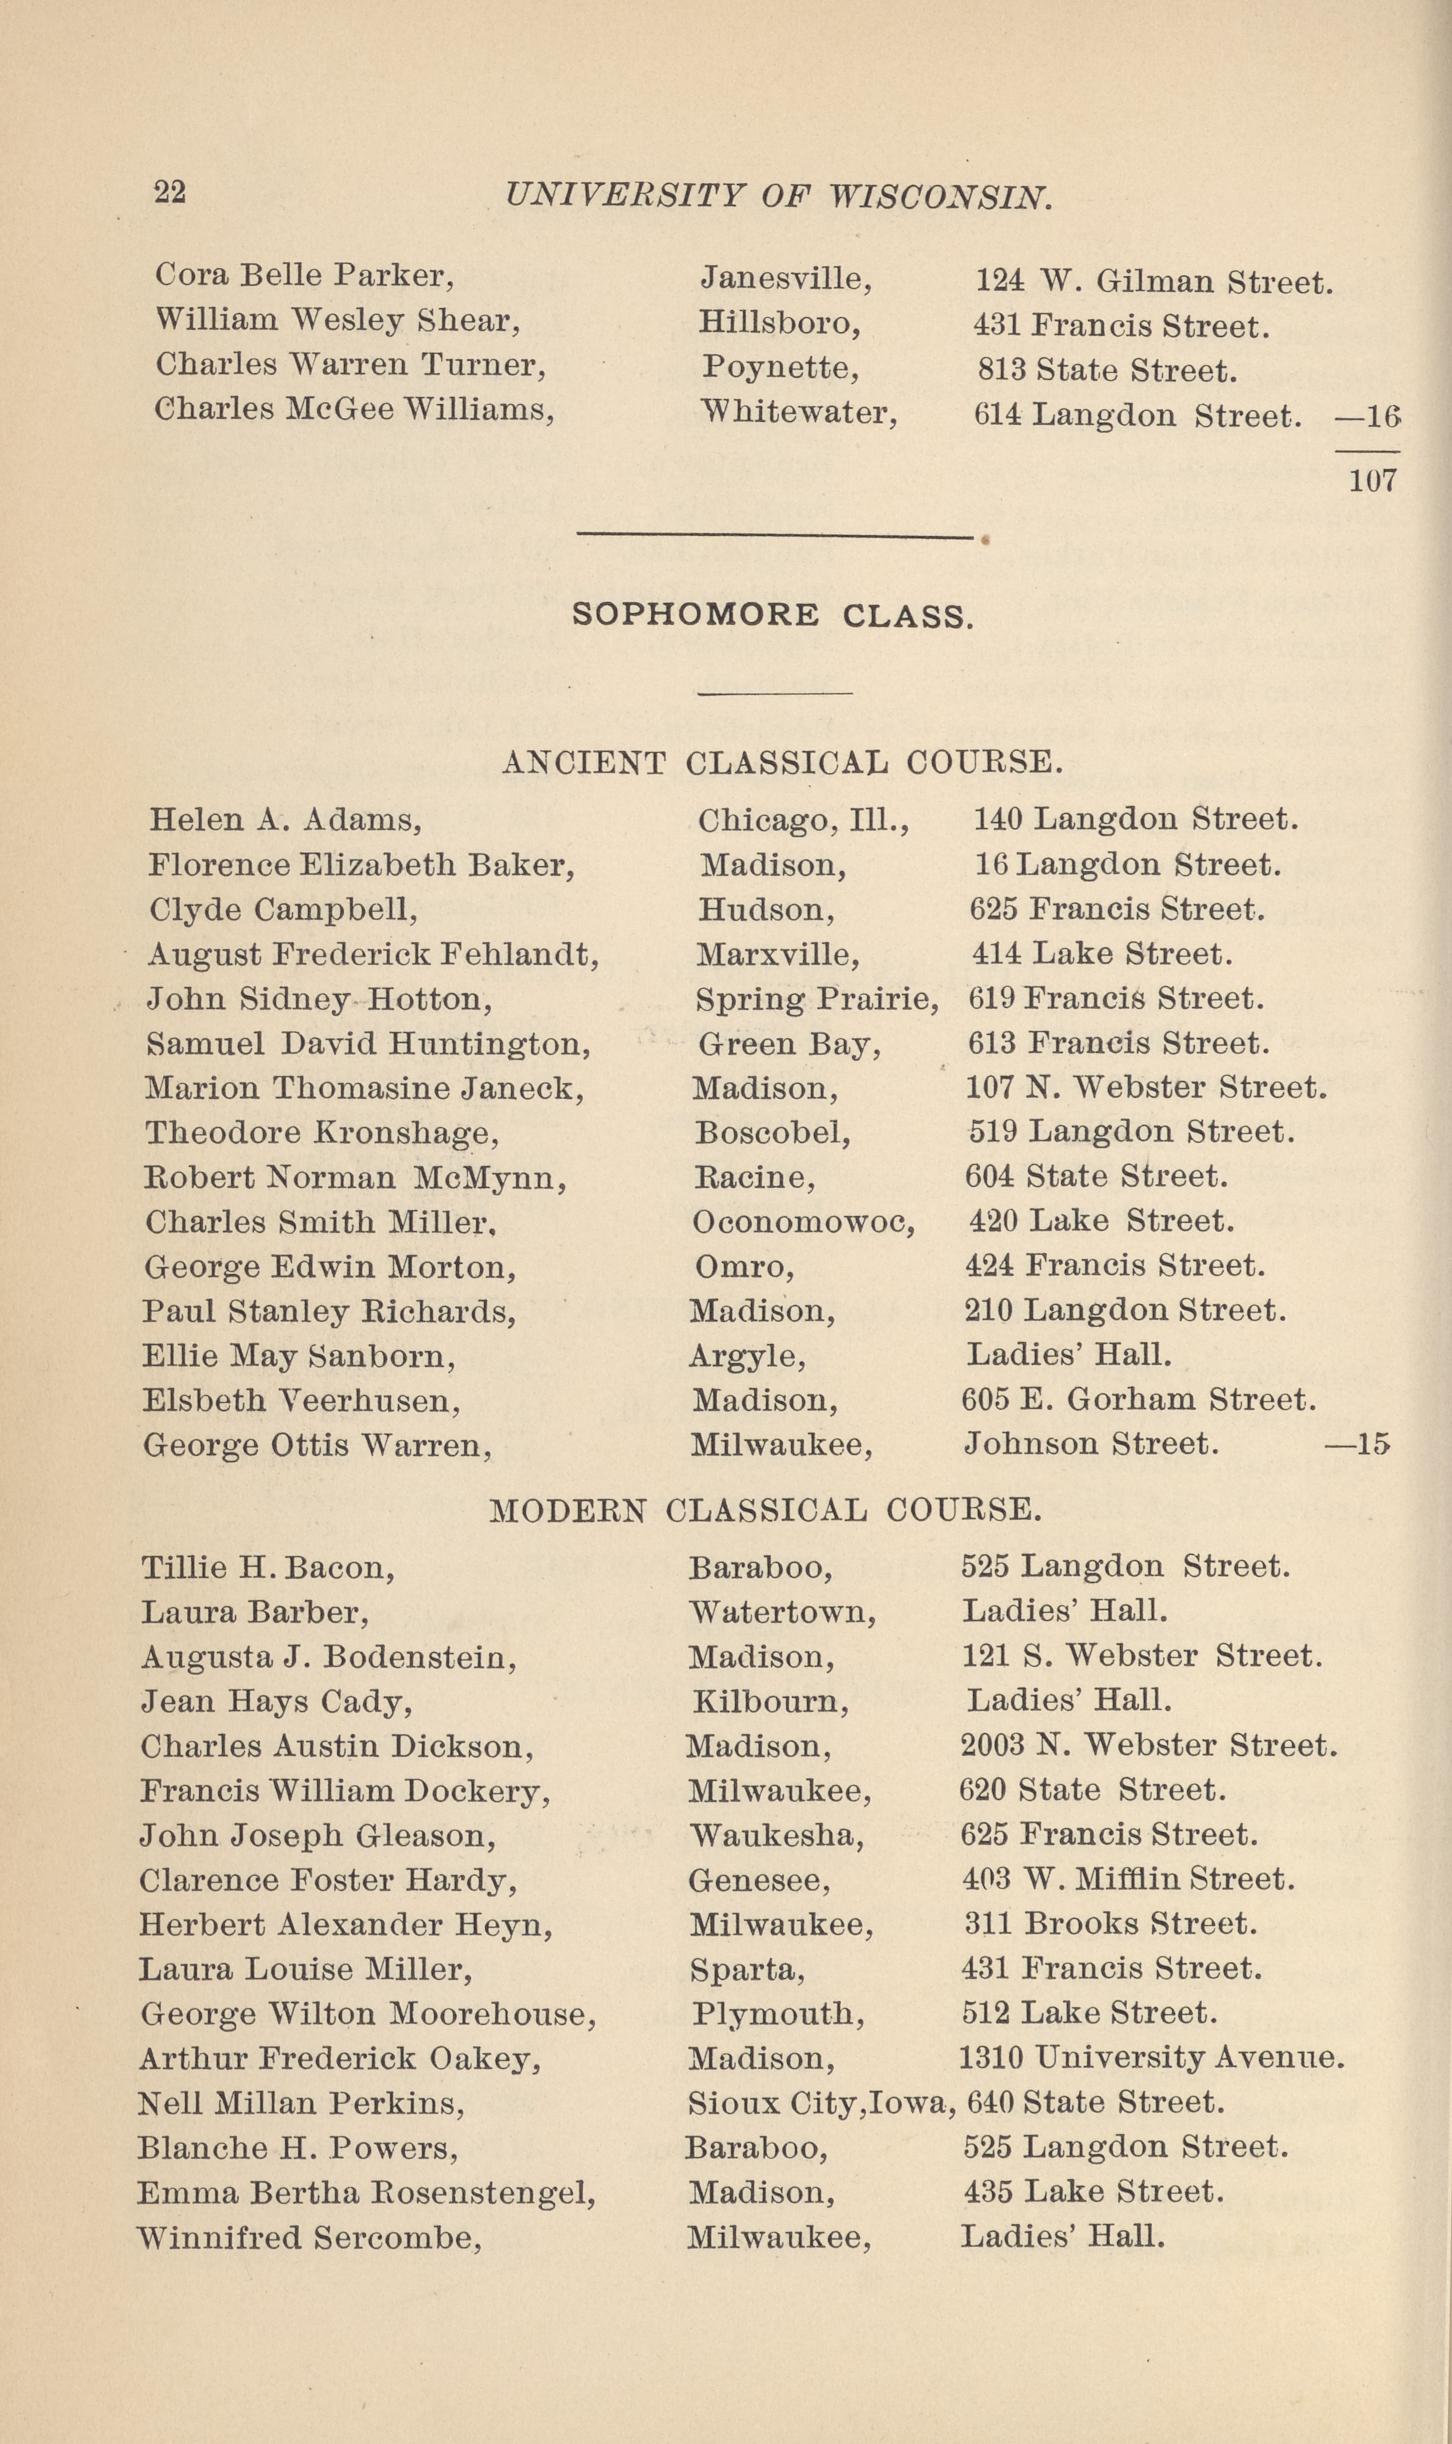 22 UNIVERSITY OF WISCONSIN.
Cora Belle Parker, Janesville, 124 W. Gilman Street.
William Wesley Shear, Hillsboro, 431 Francis Street.
Charles Warren Turner, Poynette, 813 State Street.
Charles McGee Williams, Whitewater, 614 Langdon Street. —16
107
SOPHOMORE CLASS.
ANCIENT CLASSICAL COURSE.
Helen A. Adams, Chicago, Ill., 140 Langdon Street.
Florence Elizabeth Baker, Madison, 16 Langdon Street.
Clyde Campbell, Hudson, 625 Francis Street.
August Frederick Fehlandt, Marxville, 414 Lake Street.
John Sidney Hotton, Spring Prairie, 619 Francis Street.
Samuel David Huntington, Green Bay, 613 Francis Street.
Marion Thomasine Janeck, Madison, 107 N. Webster Street.
Theodore Kronshage, Boscobel, 519 Langdon Street.
Robert Norman McMynn, Racine, 604 State Street.
Charles Smith Miller, Oconomowoc, 420 Lake Street.
George Edwin Morton, Omro, 424 Francis Street.
Paul Stanley Richards, Madison, 210 Langdon Street.
Ellie May Sanborn, Argyle, Ladies' Hall.
Elsbeth Veerhusen, Madison, 605 E. Gorham Street.
George Ottis Warren, Milwaukee, Johnson Street. —15
MODERN CLASSICAL COURSE.
Tillie H. Bacon, Baraboo, 525 Langdon Street.
Laura Barber, Watertown, Ladies' Hall.
Augusta J. Bodenstein, Madison, 121 S. Webster Street.
Jean Hays Cady, Kilbourn, Ladies' Hall.
Charles Austin Dickson, Madison, 2003 N. Webster Street.
Francis William Dockery, Milwaukee, 620 State Street.
John Joseph Gleason, Waukesha, 625 Francis Street.
Clarence Foster Hardy, Genesee, 403 W. Mifflin Street.
Herbert Alexander Heyn, Milwaukee, 311 Brooks Street.
Laura Louise Miller, Sparta, 431 Francis Street.
George Wilton Moorehouse, Plymouth, 512 Lake Street.
Arthur Frederick Oakey, Madison, 1310 University Avenue.
Nell Millan Perkins, Sioux City, Iowa, 640 State Street.
Blanche H. Powers, Baraboo, 525 Langdon Street.
Emma Bertha Rosenstengel, Madison, 435 Lake Street.
Winnifred Sercombe, Milwaukee, Ladies' Hall.